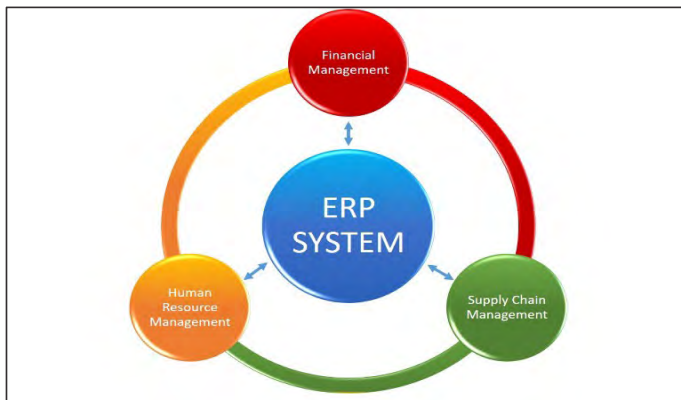 Financial
Management
ERP
SYSTEM
Human
Resource
Management
Supply Chain
Management